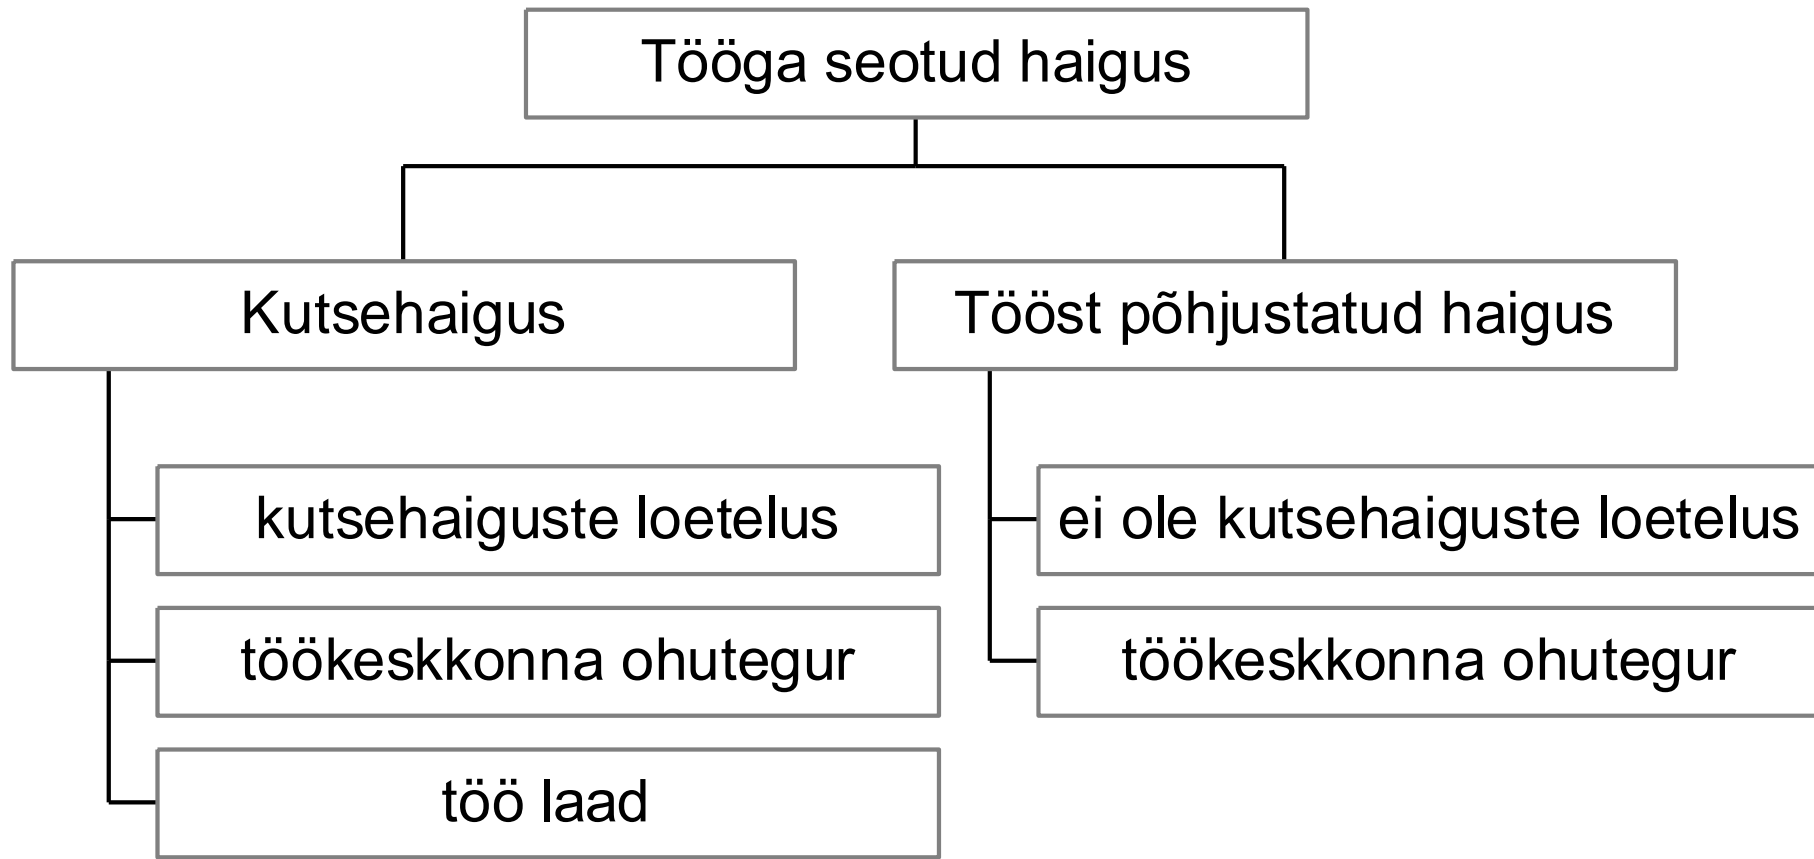 Tööga seotud haigus
Kutsehaigus
Tööst põhjustatud haigus
kutsehaiguste loetelus
ei ole kutsehaiguste loetelus
töökeskkonna ohutegur
töökeskkonna ohutegur
töö laad